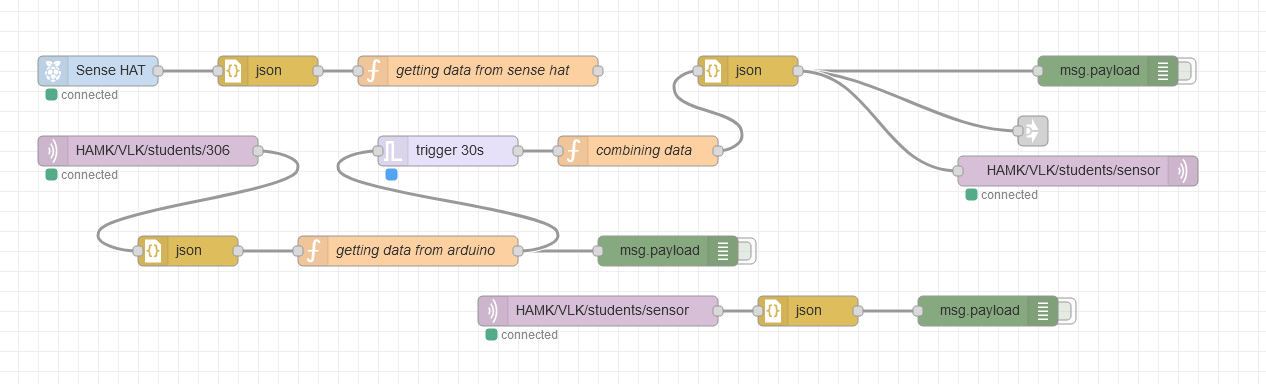 Sense HAT
json
getting data from sense hat
json
msg.payload
connected
HAMK/VLK/students/306
trigger 30s
combining data
HAMK/VLK/students/sensor
connected
connected
json
getting data from arduino
msg.payload
HAMK/VLK/students/sensor
json
msg.payload
connected